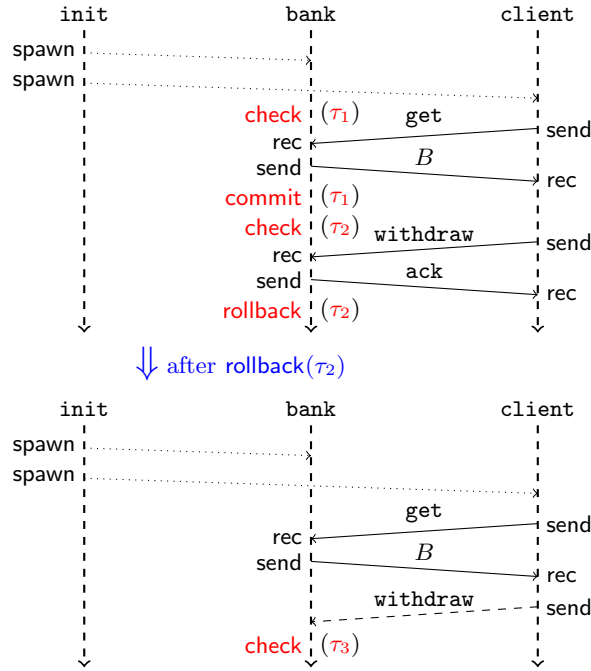 init bank client
spawn
spawn
check (τ1) get send
rec B
send rec
commit (τ1)
check (τ2) withdraw send
rec ack
send rec
rollback (τ2)
⇓ after rollback(τ2)
init bank client
spawn
spawn
get send
rec B
send rec
withdraw send
check (τ3)